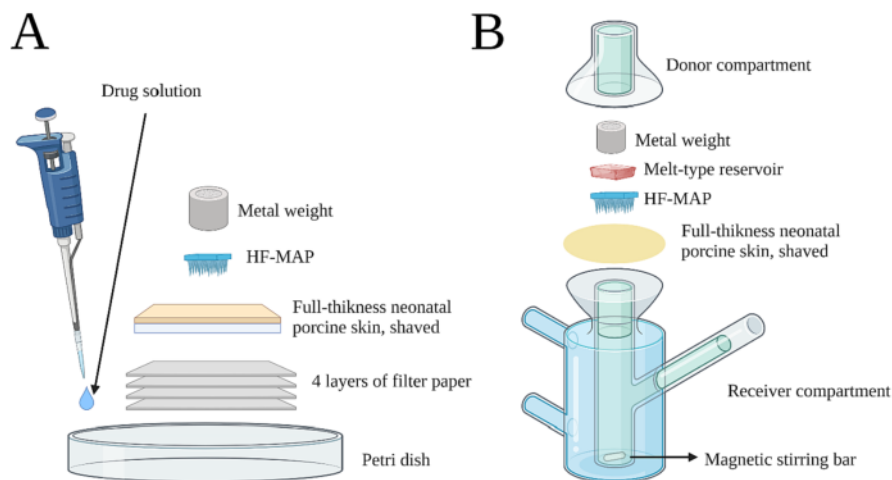 A
Drug solution
Metal weight
HF-MAP
Full-thikness neonatal
porcine skin, shaved
4 layers of filter paper
Petri dish
B
Donor compartment
Metal weight
Melt-type reservoir
HF-MAP
Full-thikness neonatal
porcine skin, shaved
Receiver compartment
Magnetic stirring bar